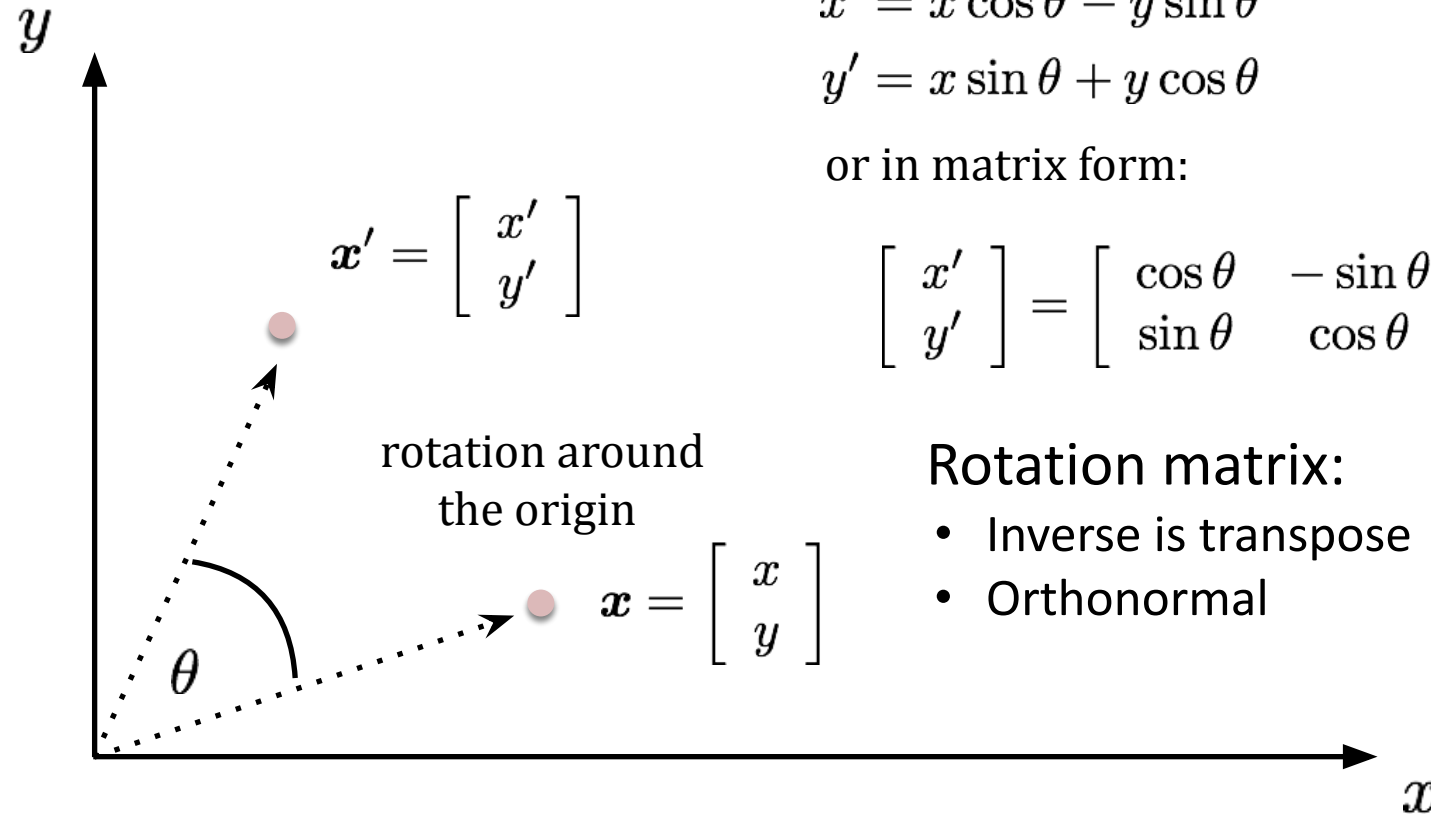 y
x′ = x cos θ − y sin θ
y′ = x sin θ + y cos θ
or in matrix form:
x′ = [ x′
y′ ]
[ x′
y′ ] = [ cos θ − sin θ
sin θ cos θ
rotation around
the origin
Rotation matrix:
• Inverse is transpose
• Orthonormal
x = [ x
y ]
θ
x